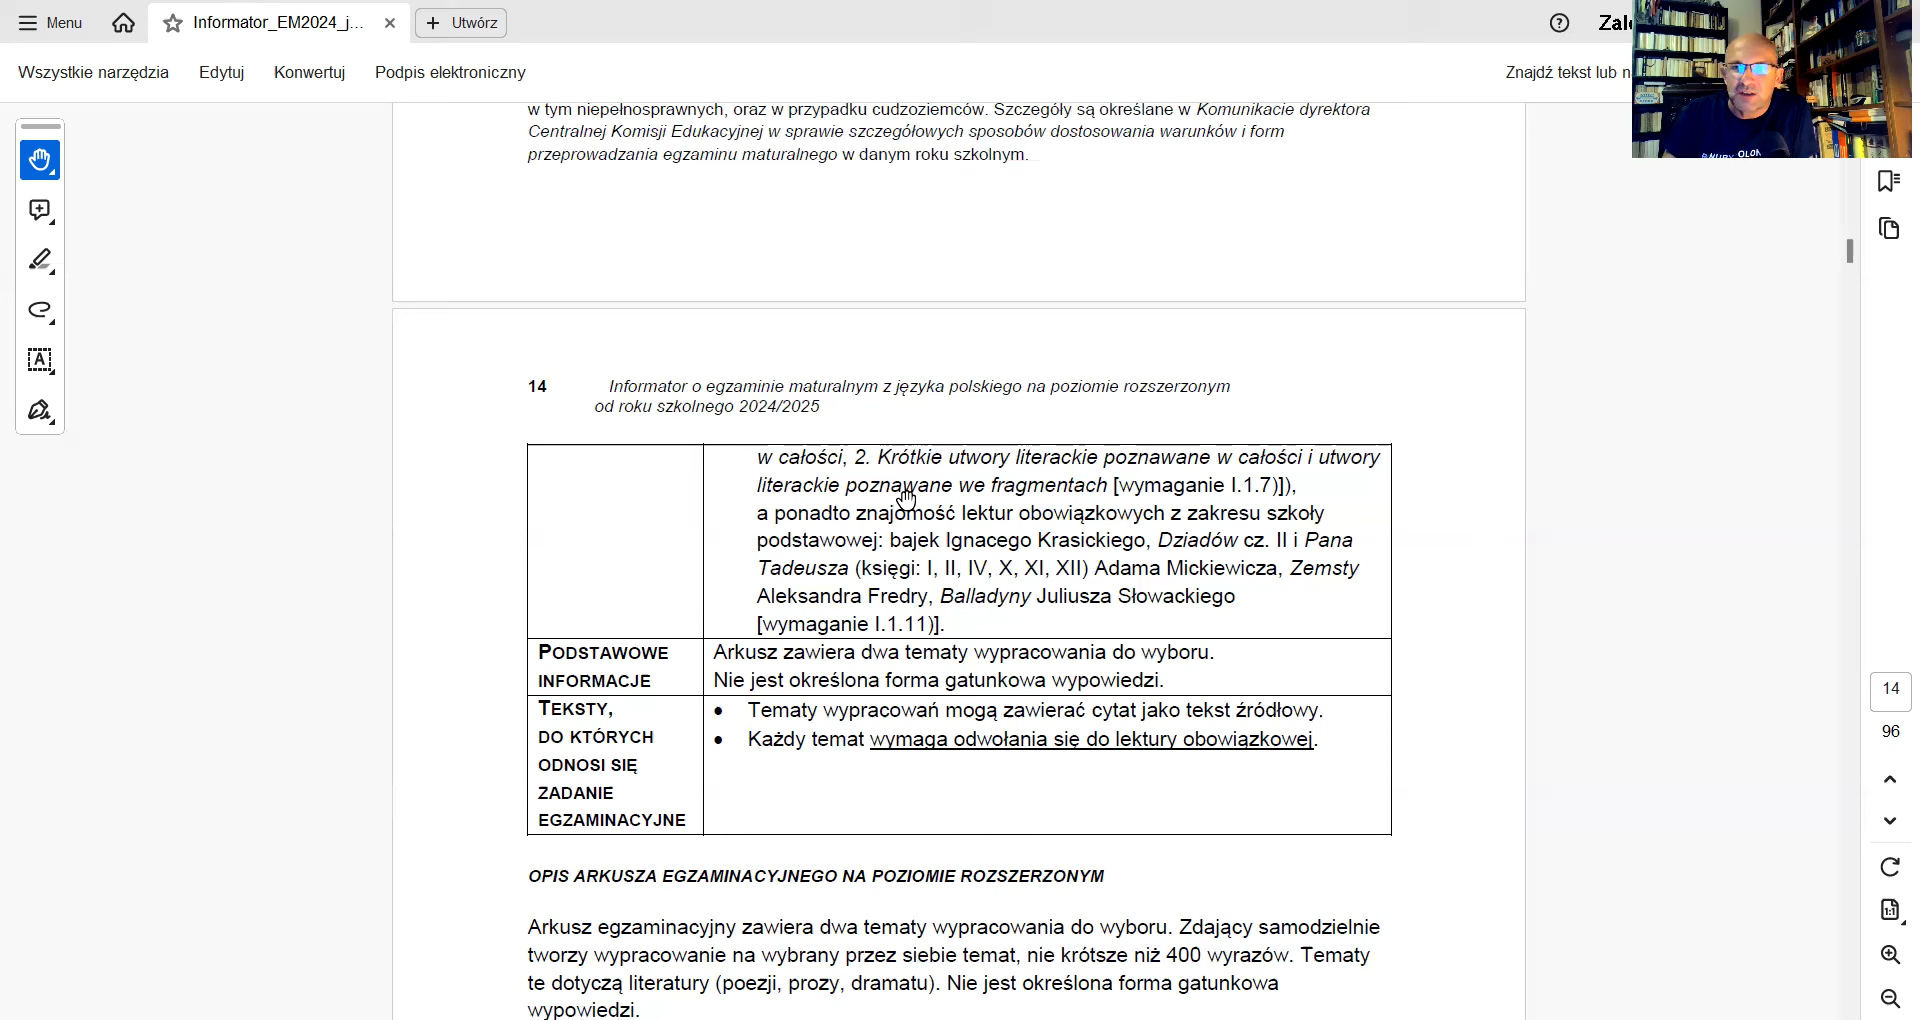 Menu
Informator_EM2024_j...
Utwórz
Wszystkie narzędzia
Edytuj
Konwertuj
Podpis elektroniczny
Znajdź tekst lub
w tym niepełnosprawnych, oraz w przypadku cudzoziemców. Szczegóły są określane w Komunikacie dyrektora
Centralnej Komisji Edukacyjnej w sprawie szczegółowych sposobów dostosowania warunków i form
przeprowadzania egzaminu maturalnego w danym roku szkolnym.
14 Informator o egzaminie maturalnym z języka polskiego na poziomie rozszerzonym
od roku szkolnego 2024/2025
w całości, 2. Krótkie utwory literackie poznawane w całości i utwory
literackie poznawane we fragmentach [wymaganie I.1.7)]),
a ponadto znajomość lektur obowiązkowych z zakresu szkoły
podstawowej: bajek Ignacego Krasickiego, Dziadów cz. II i Pana
Tadeusza (księgi: I, II, IV, X, XI, XII) Adama Mickiewicza, Zemsty
Aleksandra Fredry, Balladyny Juliusza Słowackiego
[wymaganie I.1.11)].
PODSTAWOWE
INFORMACJE
Arkusz zawiera dwa tematy wypracowania do wyboru.
Nie jest określona forma gatunkowa wypowiedzi.
TEKSTY,
DO KTÓRYCH
ODNOSI SIĘ
ZADANIE
EGZAMINACYJNE
• Tematy wypracowań mogą zawierać cytat jako tekst źródłowy.
• Każdy temat wymaga odwołania się do lektury obowiązkowej.
OPIS ARKUSZA EGZAMINACYJNEGO NA POZIOMIE ROZSZERZONYM
Arkusz egzaminacyjny zawiera dwa tematy wypracowania do wyboru. Zdający samodzielnie
tworzy wypracowanie na wybrany przez siebie temat, nie krótsze niż 400 wyrazów. Tematy
te dotyczą literatury (poezji, prozy, dramatu). Nie jest określona forma gatunkowa
wypowiedzi.
14
96